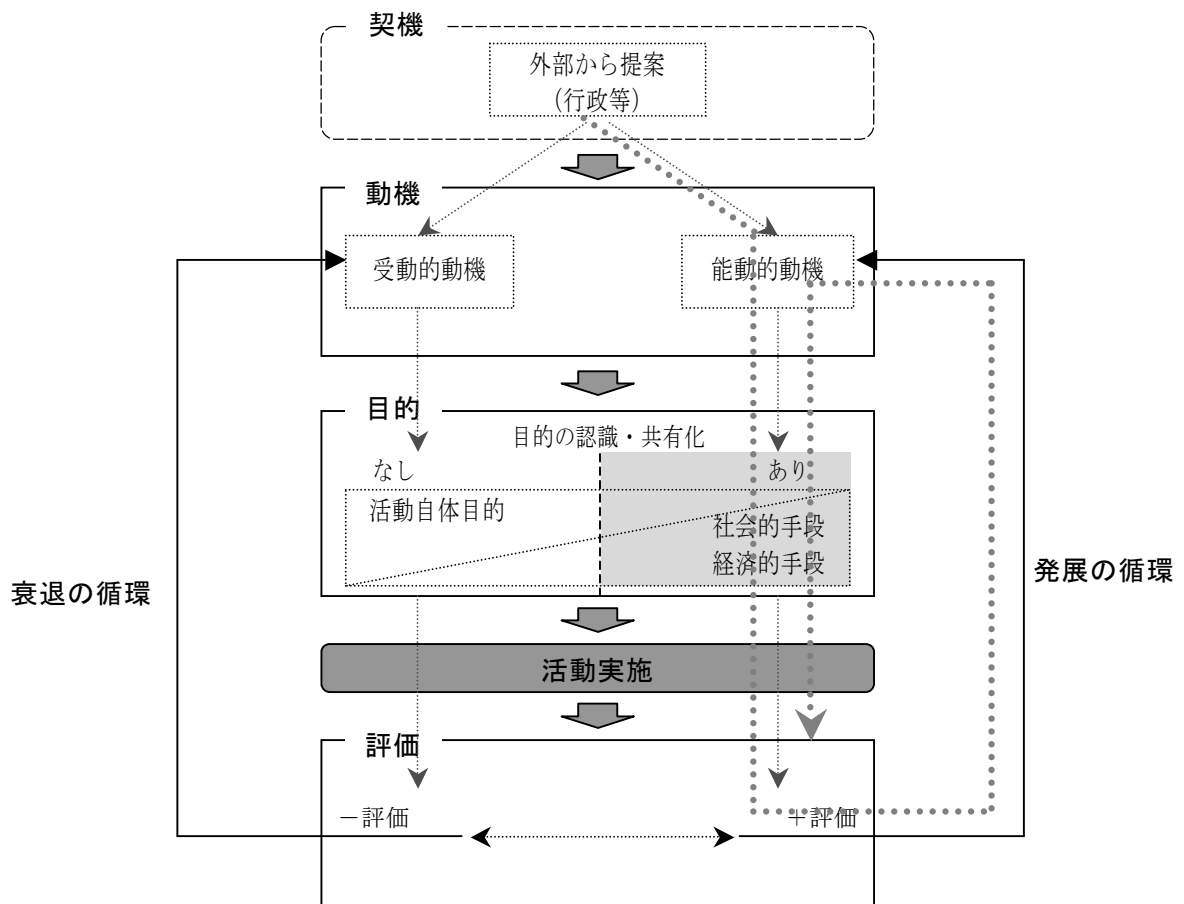 契機
外部から提案
（行政等）
動機
受動的動機
能動的動機
目的
目的の認識・共有化
なし
あり
活動自体目的
社会的手段
経済的手段
衰退の循環
発展の循環
活動実施
評価
－評価
＋評価